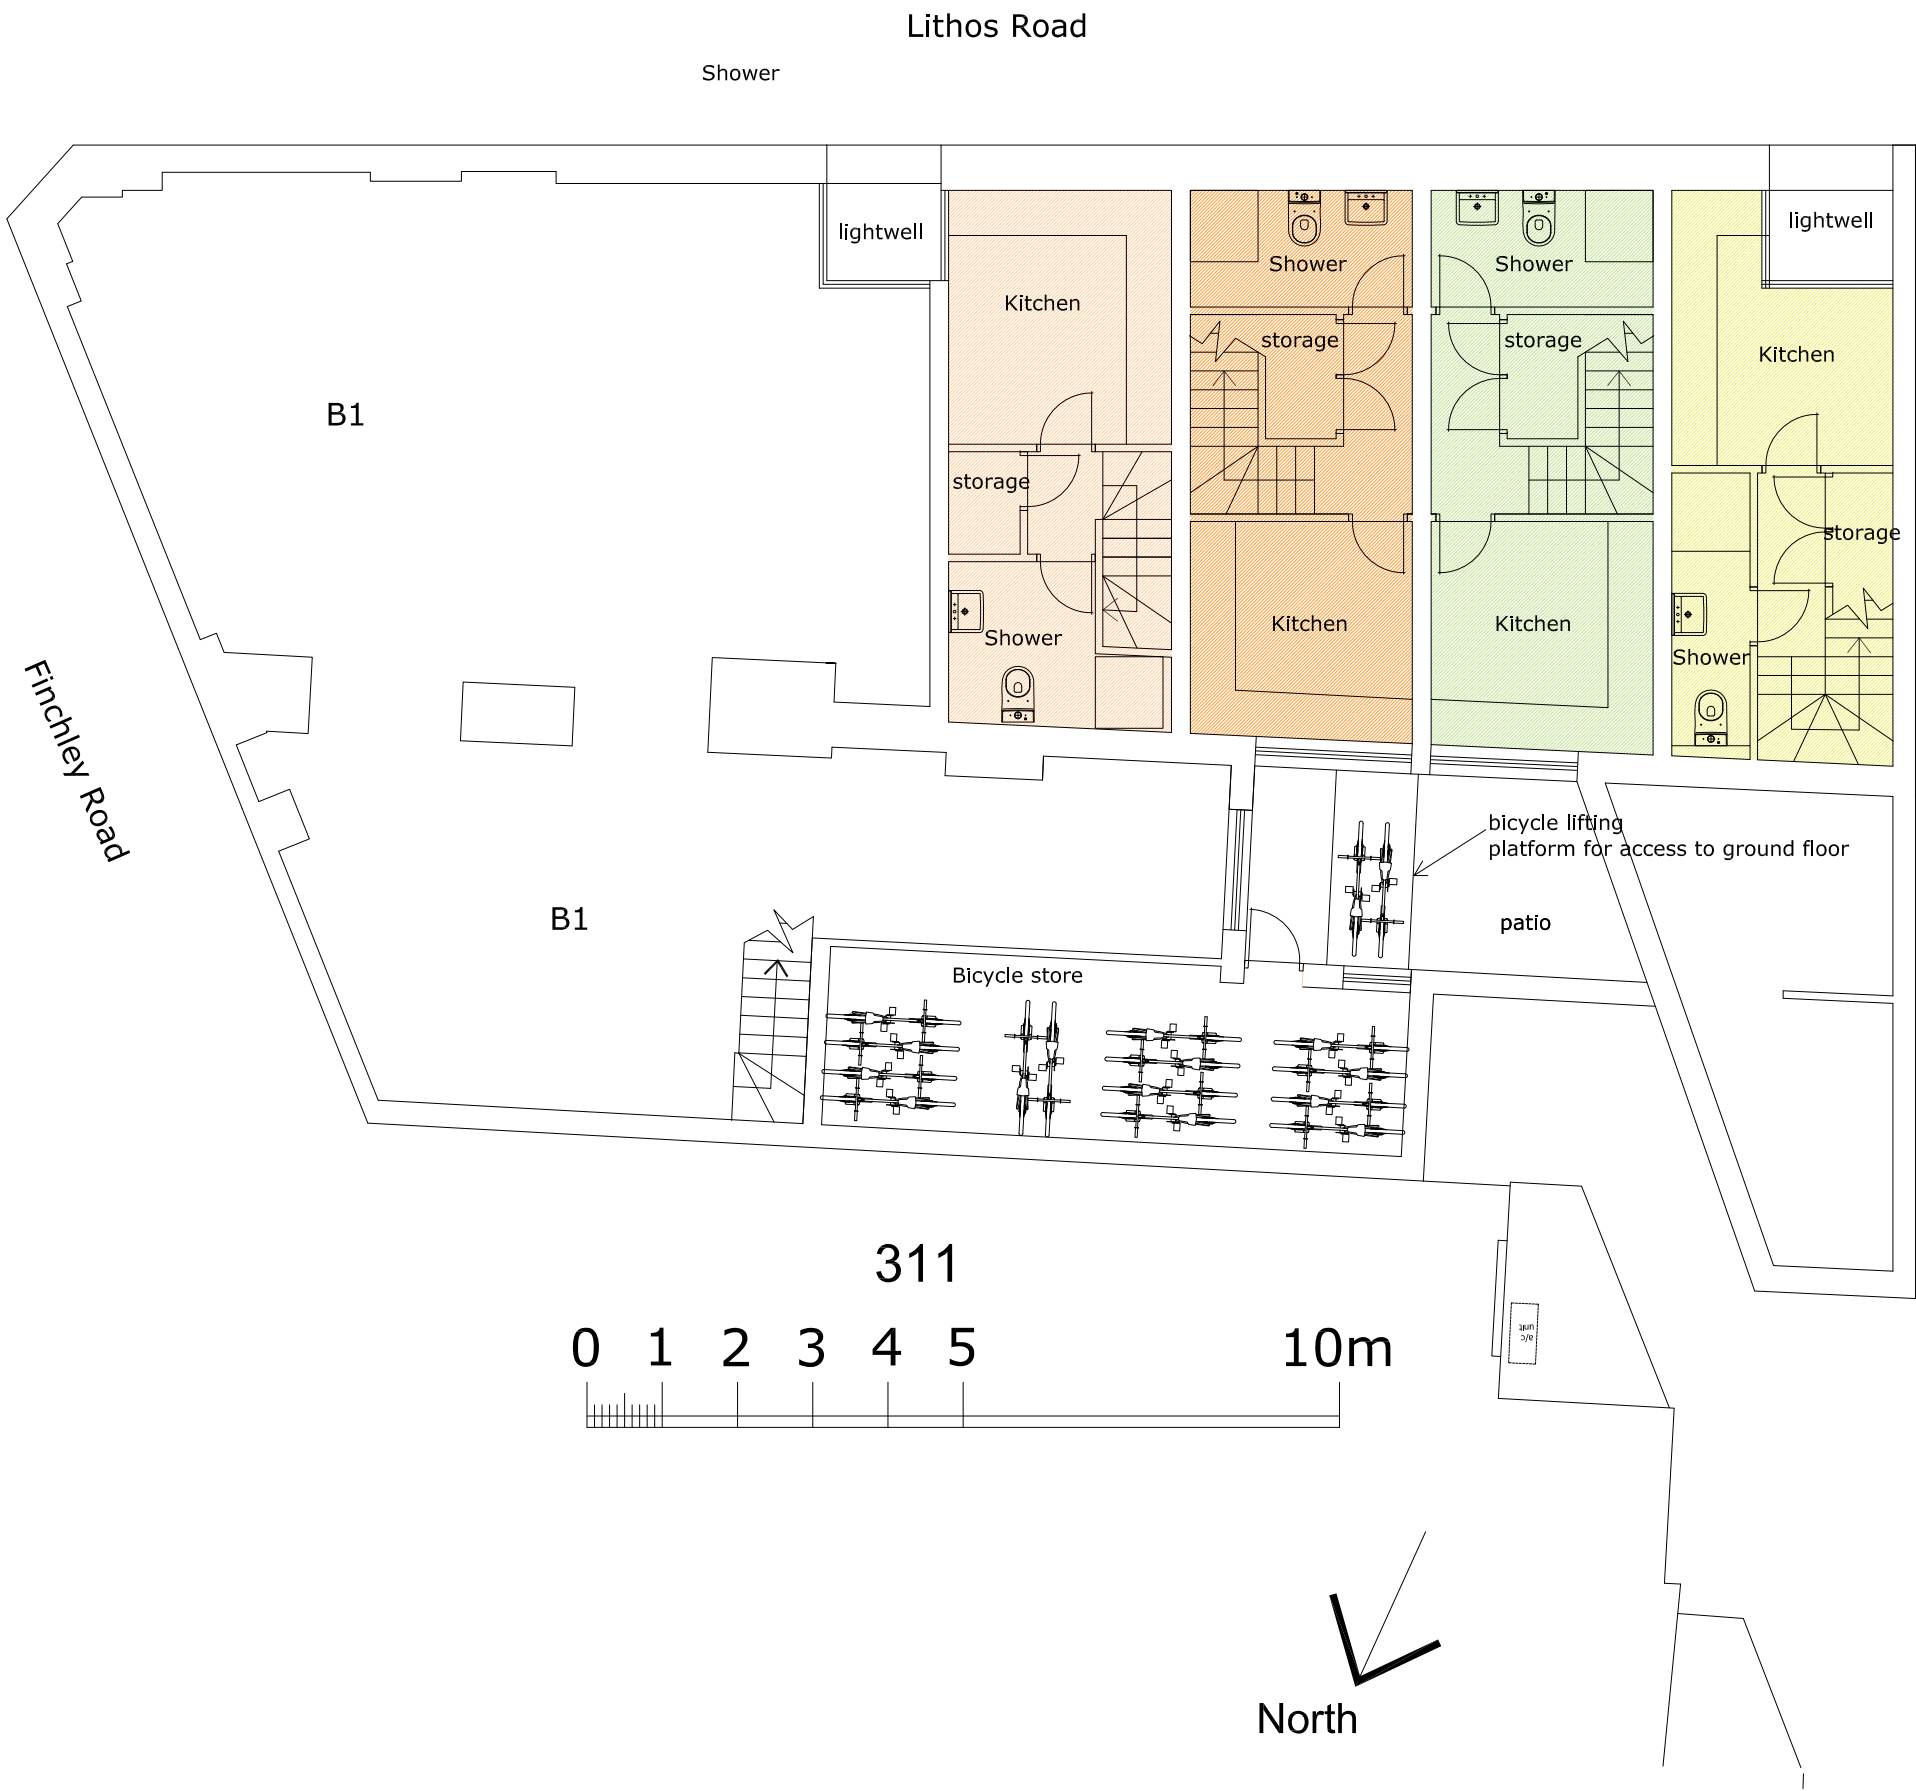 Lithos Road
Shower
lightwell
lightwell
Kitchen
Shower
Shower
storage
storage
Kitchen
B1
storage
storage
Shower
Kitchen
Kitchen
Shower
Finchley Road
bicycle lifting
platform for access to ground floor
B1
patio
Bicycle store
311
0 1 2 3 4 5 10m
a/c
unit
North